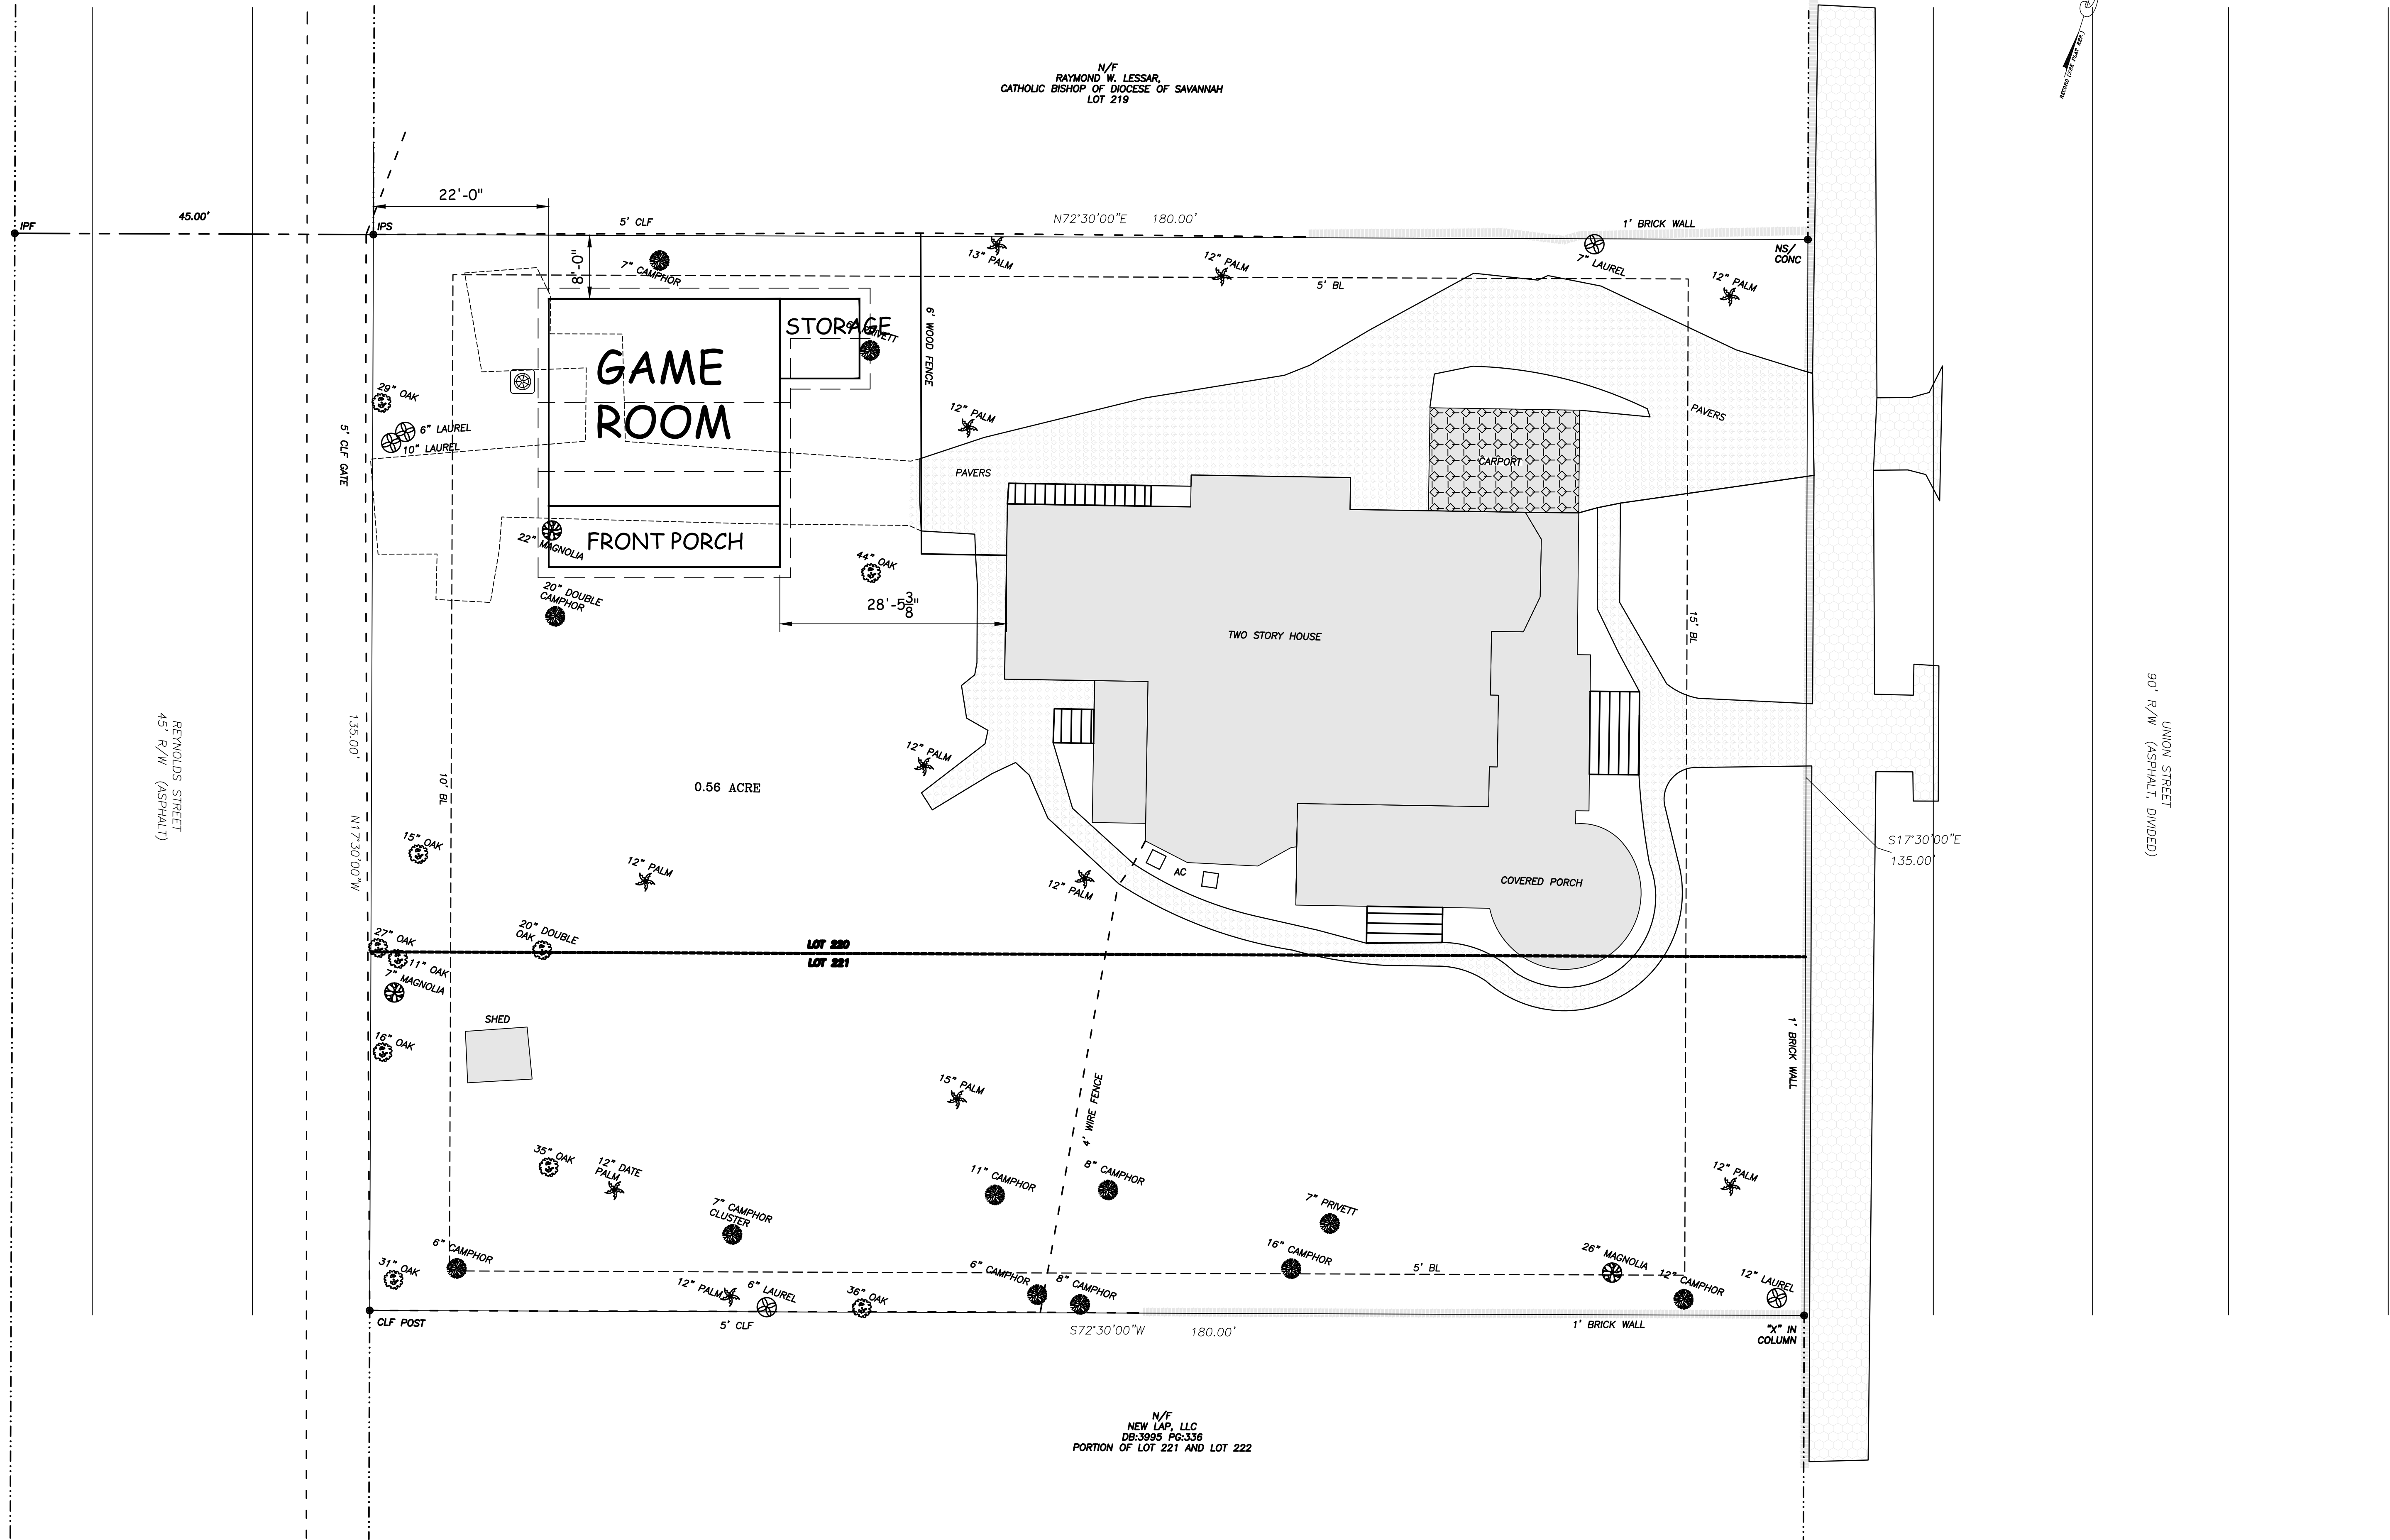 RECORD (SEE PLAT REF.)
N/F
RAYMOND W. LESSAR,
CATHOLIC BISHOP OF DIOCESE OF SAVANNAH
LOT 219
22'-0"
45.00'
IPF
IPS
5' CLF
N72°30'00"E 180.00'
1' BRICK WALL
NS/
CONC
8'-0"
7" CAMPHOR
13" PALM
12" PALM
7" LAUREL
12" PALM
5' BL
STORAGE
PRIVETT
6' WOOD FENCE
GAME
ROOM
29" OAK
6" LAUREL
10" LAUREL
5' CLF GATE
12" PALM
PAVERS
PAVERS
CARPORT
22" MAGNOLIA
FRONT PORCH
44" OAK
20" DOUBLE
CAMPHOR
28'-5 3/8"
TWO STORY HOUSE
15' BL
REYNOLDS STREET
45' R/W (ASPHALT)
135.00' N17°30'00"W
10' BL
12" PALM
0.56 ACRE
UNION STREET
90' R/W (ASPHALT, DIVIDED)
S17°30'00"E
135.00'
15" OAK
12" PALM
12" PALM
AC
COVERED PORCH
27" OAK
20" DOUBLE
OAK
LOT 220
LOT 221
11" OAK
7" MAGNOLIA
SHED
16" OAK
1' BRICK WALL
15" PALM
4' WIRE FENCE
35" OAK
12" DATE
PALM
11" CAMPHOR
8" CAMPHOR
12" PALM
7" CAMPHOR
CLUSTER
7" PRIVETT
6" CAMPHOR
16" CAMPHOR
26" MAGNOLIA
31" OAK
12" PALM
6" LAUREL
36" OAK
6" CAMPHOR
8" CAMPHOR
5' BL
12" CAMPHOR
12" LAUREL
CLF POST
5' CLF
S72°30'00"W 180.00'
1' BRICK WALL
"X" IN
COLUMN
N/F
NEW LAP, LLC
DB:3995 PG:336
PORTION OF LOT 221 AND LOT 222